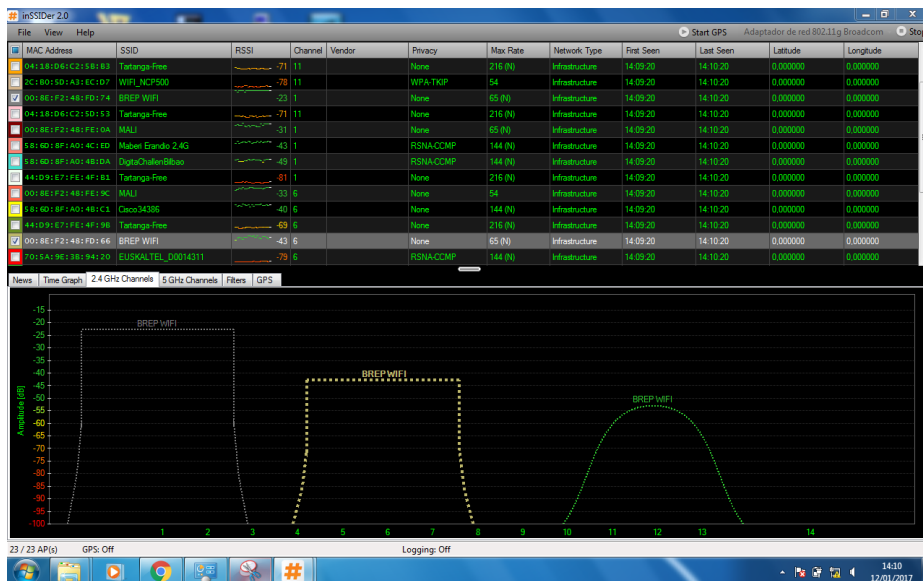 inSSIDer 2.0
File View Help Start GPS Adaptador de red 802.11g Broadcom Stop
MAC Address SSID RSSI Channel Vendor Privacy Max Rate Network Type First Seen Last Seen Latitude Longitude
04:18:D6:C2:5B:B3 Tartanga-Free -71 11 None 216 (N) Infrastructure 14:09:20 14:10:20 0,000000 0,000000
2C:B0:5D:A3:EC:D7 WIFI_NCP500 -78 11 WPA-TKIP 54 Infrastructure 14:09:20 14:10:20 0,000000 0,000000
00:8E:F2:48:FD:74 BREP WIFI -23 1 None 65 (N) Infrastructure 14:09:20 14:10:20 0,000000 0,000000
04:18:D6:C2:5D:53 Tartanga-Free -71 11 None 216 (N) Infrastructure 14:09:20 14:10:20 0,000000 0,000000
00:8E:F2:48:FE:0A MALI -31 1 None 65 (N) Infrastructure 14:09:20 14:10:20 0,000000 0,000000
58:6D:8F:A0:4C:ED Maben Erandio 2,4G -43 1 RSNA-CCMP 144 (N) Infrastructure 14:09:20 14:10:20 0,000000 0,000000
58:6D:8F:A0:4B:DA DigitaChallenBilbao -49 1 RSNA-CCMP 144 (N) Infrastructure 14:09:20 14:10:20 0,000000 0,000000
44:D9:E7:FE:4F:B1 Tartanga-Free -81 1 None 216 (N) Infrastructure 14:09:20 14:10:20 0,000000 0,000000
00:8E:F2:48:FE:9C MALI -33 6 None 54 Infrastructure 14:09:20 14:10:20 0,000000 0,000000
58:6D:8F:A0:4B:C1 Cisco34386 -40 6 None 144 (N) Infrastructure 14:09:20 14:10:20 0,000000 0,000000
44:D9:E7:FE:4F:9B Tartanga-Free -69 6 None 216 (N) Infrastructure 14:09:20 14:10:20 0,000000 0,000000
00:8E:F2:48:FD:66 BREP WIFI -43 6 None 65 (N) Infrastructure 14:09:20 14:10:20 0,000000 0,000000
70:5A:9E:38:94:20 EUSKALTEL_D0014311 -79 6 RSNA-CCMP 144 (N) Infrastructure 14:09:20 14:10:20 0,000000 0,000000
News Time Graph 2.4 GHz Channels 5 GHz Channels Filters GPS
Amplitude [dB]
-15
-20
-25
-30
-35
-40
-45
-50
-55
-60
-65
-70
-75
-80
-85
-90
-95
-100
BREP WIFI
BREP WIFI
BREP WIFI
1 2 3 4 5 6 7 8 9 10 11 12 13 14
23 / 23 AP(s) GPS: Off Logging: Off
14:10
12/01/2017